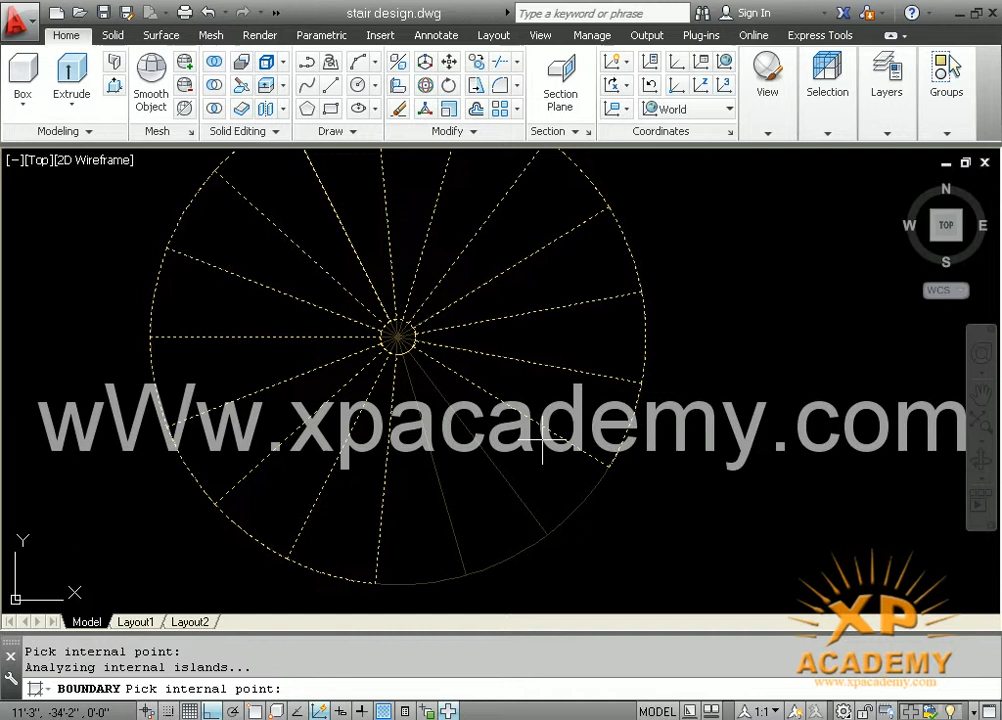 stair design.dwg
Type a keyword or phrase
Sign In
Home Solid Surface Mesh Render Parametric Insert Annotate Layout View Manage Output Plug-ins Online Express Tools
Box
Extrude
Smooth Object
Section Plane
World
View
Selection
Layers
Groups
Modeling Mesh Solid Editing Draw Modify Section Coordinates
[−][Top][2D Wireframe]
N
W TOP E
S
WCS
wWw.xpacademy.com
Y
X
XP
ACADEMY
www.xpacademy.com
Model Layout1 Layout2
Pick internal point:
Analyzing internal islands...
BOUNDARY Pick internal point:
11'-3", -34'-2", 0'-0"
MODEL
1:1